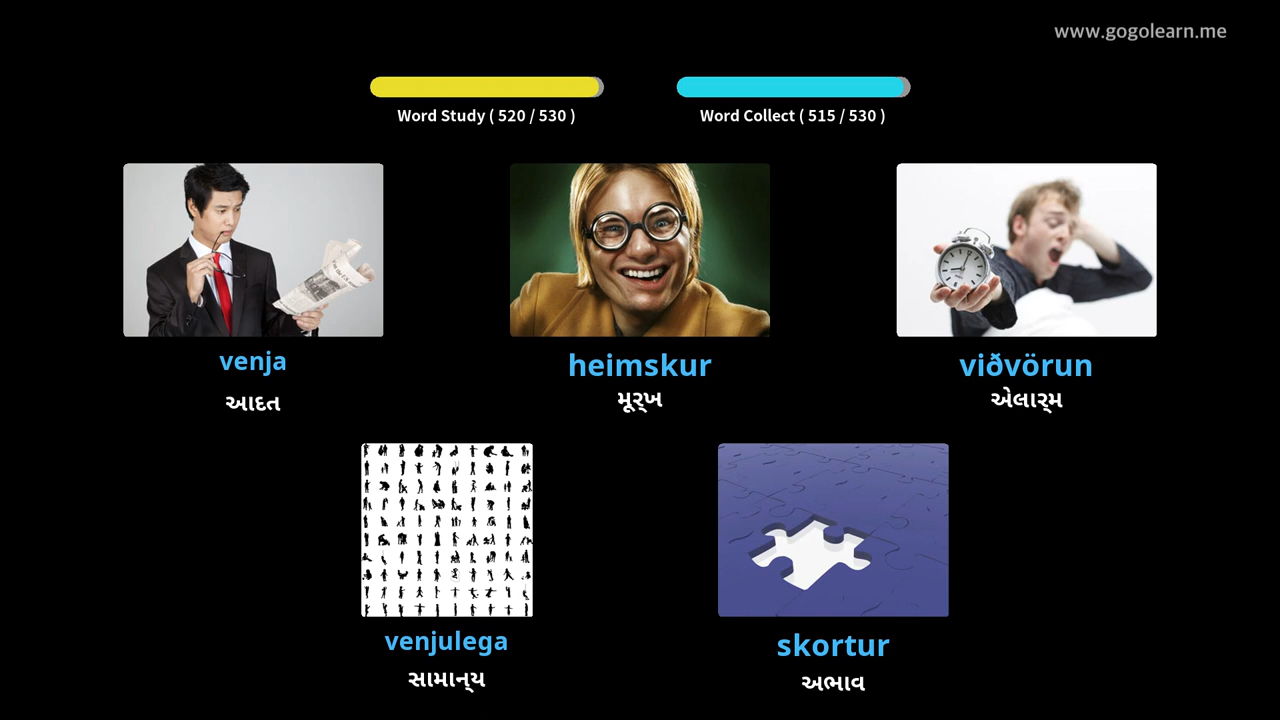 www.gogolearn.me
Word Study ( 520 / 530 )
Word Collect ( 515 / 530 )
venja
આદત
heimskur
મૂર્ખ
viðvörun
એલાર્મ
venjulega
સામાન્ય
skortur
અભાવ